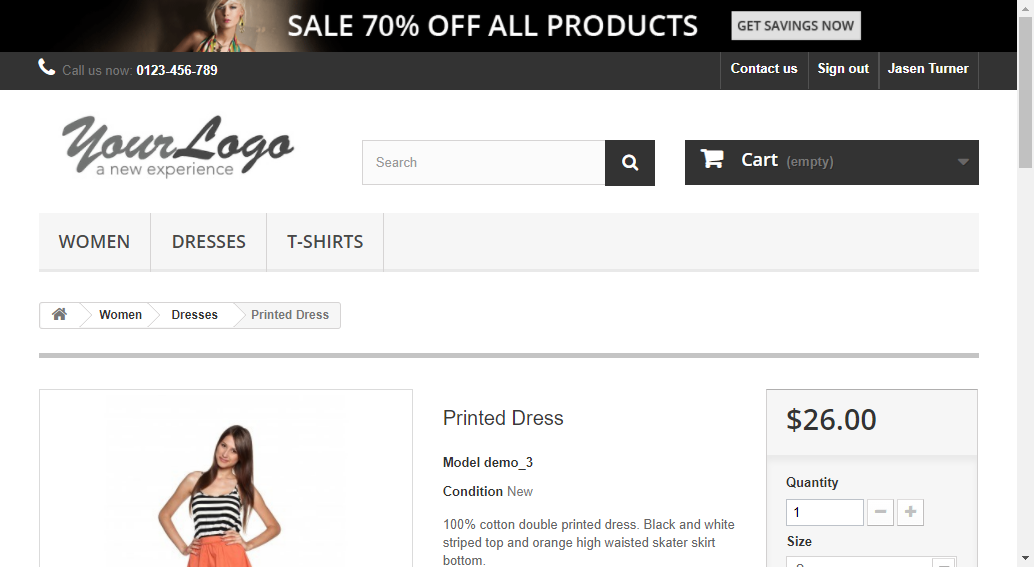 SALE 70% OFF ALL PRODUCTS GET SAVINGS NOW
Call us now: 0123-456-789 Contact us Sign out Jasen Turner
YourLogo
a new experience
Search Cart (empty)
WOMEN DRESSES T-SHIRTS
Women Dresses Printed Dress
Printed Dress
Model demo_3
Condition New
100% cotton double printed dress. Black and white
striped top and orange high waisted skater skirt
bottom.
$26.00
Quantity
1
Size